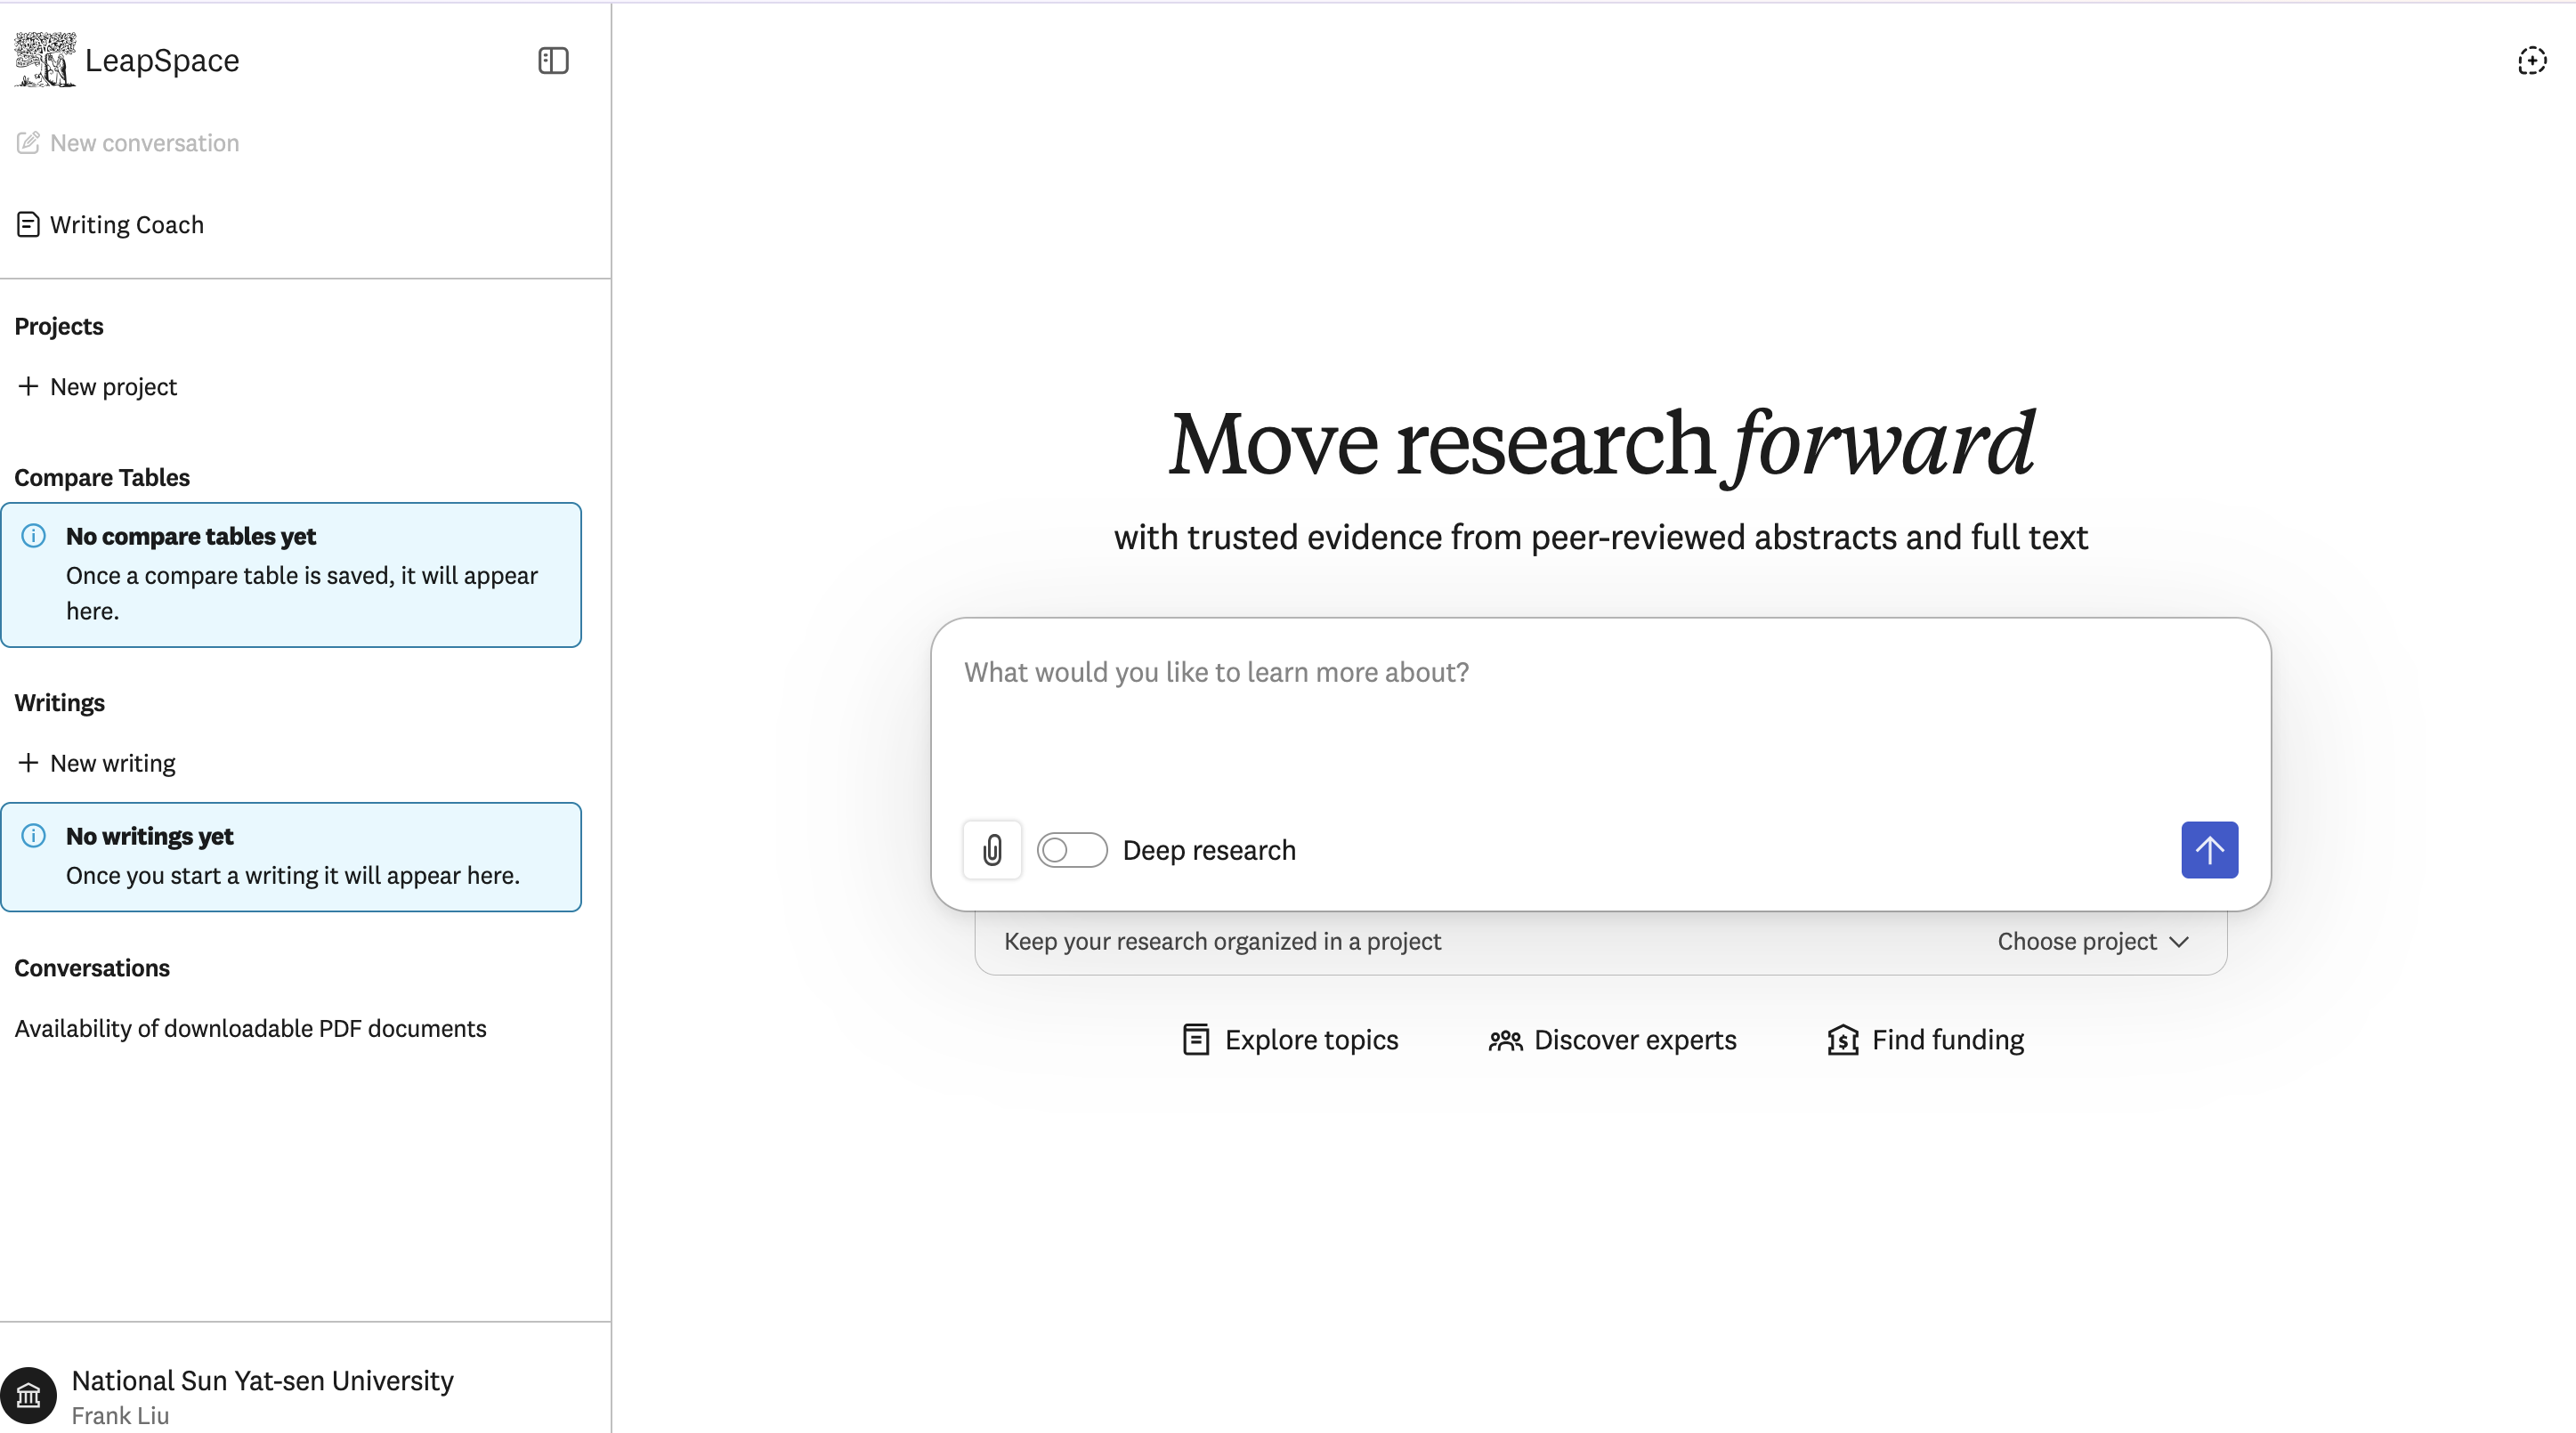 LeapSpace
New conversation
Writing Coach
Projects
New project
Compare Tables
No compare tables yet
Once a compare table is saved, it will appear
here.
Writings
New writing
No writings yet
Once you start a writing it will appear here.
Conversations
Availability of downloadable PDF documents
National Sun Yat-sen University
Frank Liu
Move research forward
with trusted evidence from peer-reviewed abstracts and full text
What would you like to learn more about?
Deep research
Keep your research organized in a project
Choose project
Explore topics
Discover experts
Find funding